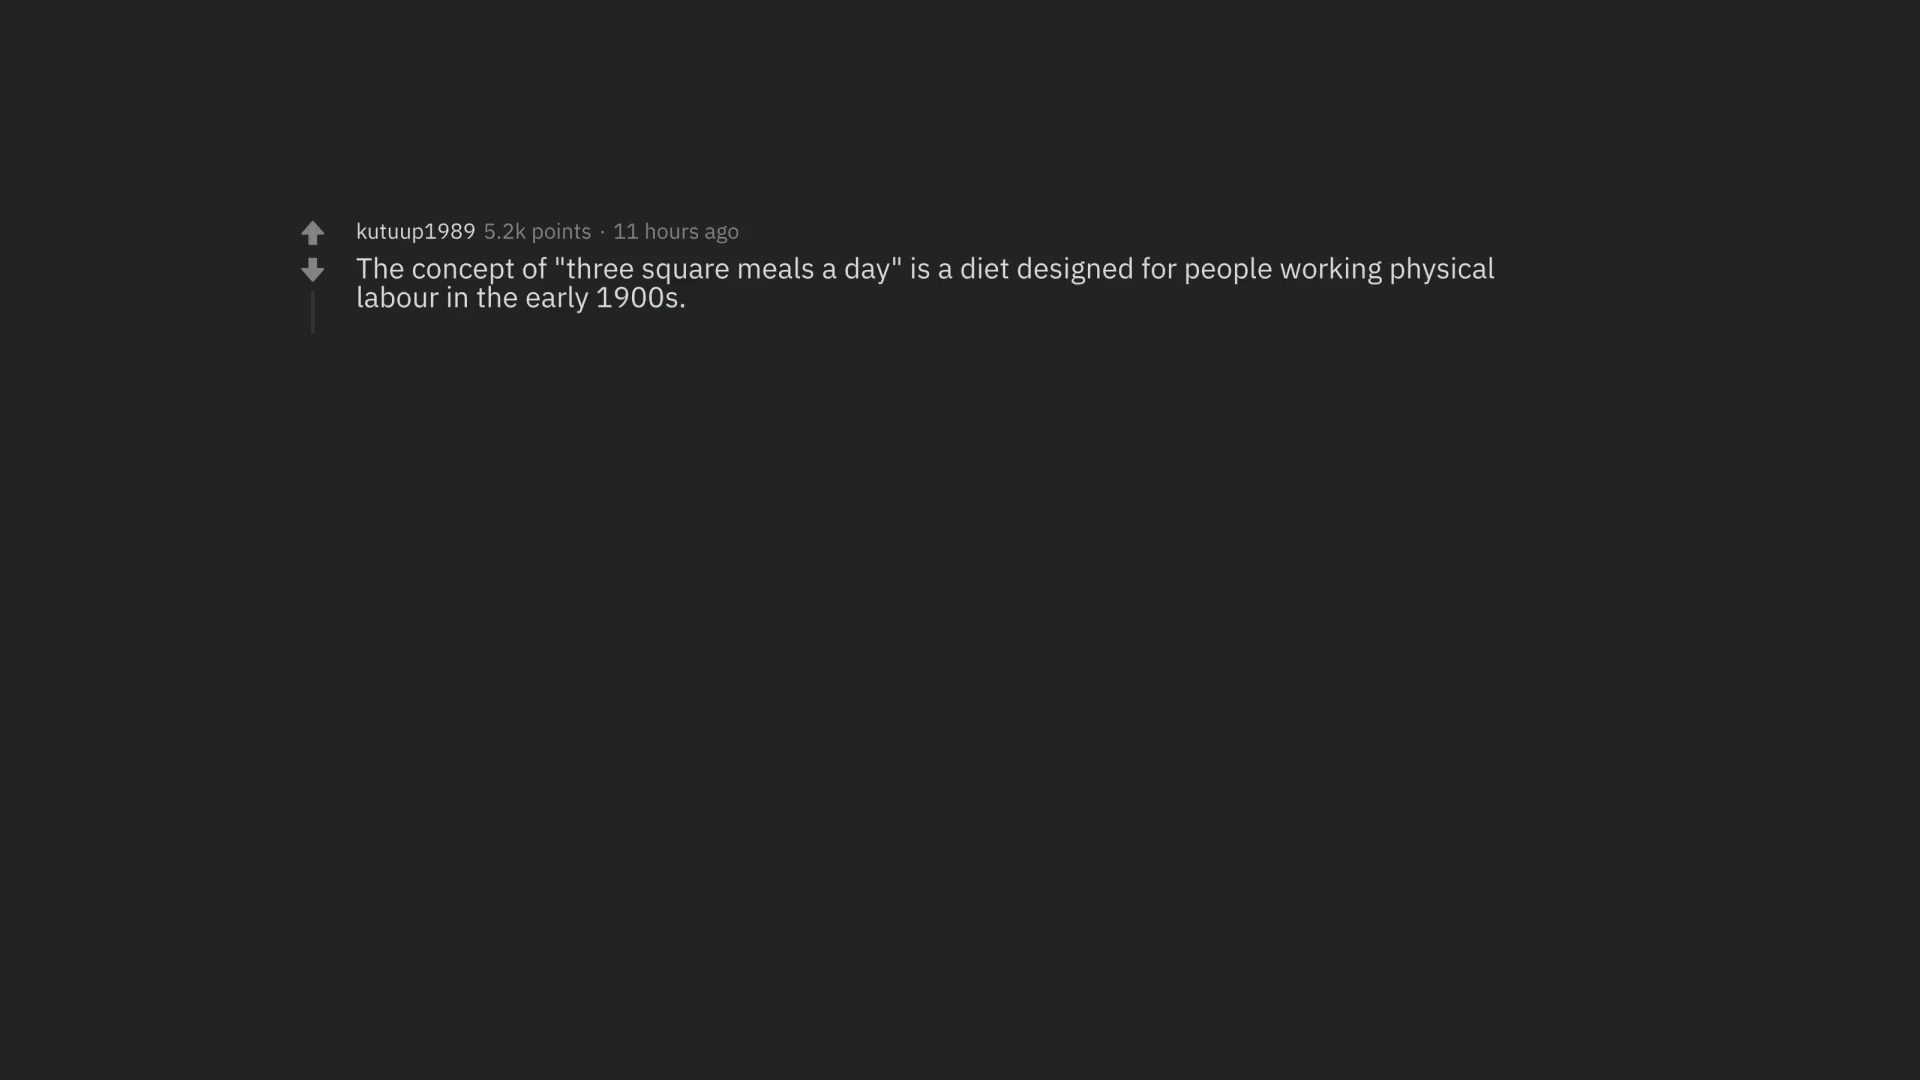 kutuup1989 5.2k points · 11 hours ago
The concept of "three square meals a day" is a diet designed for people working physical
labour in the early 1900s.